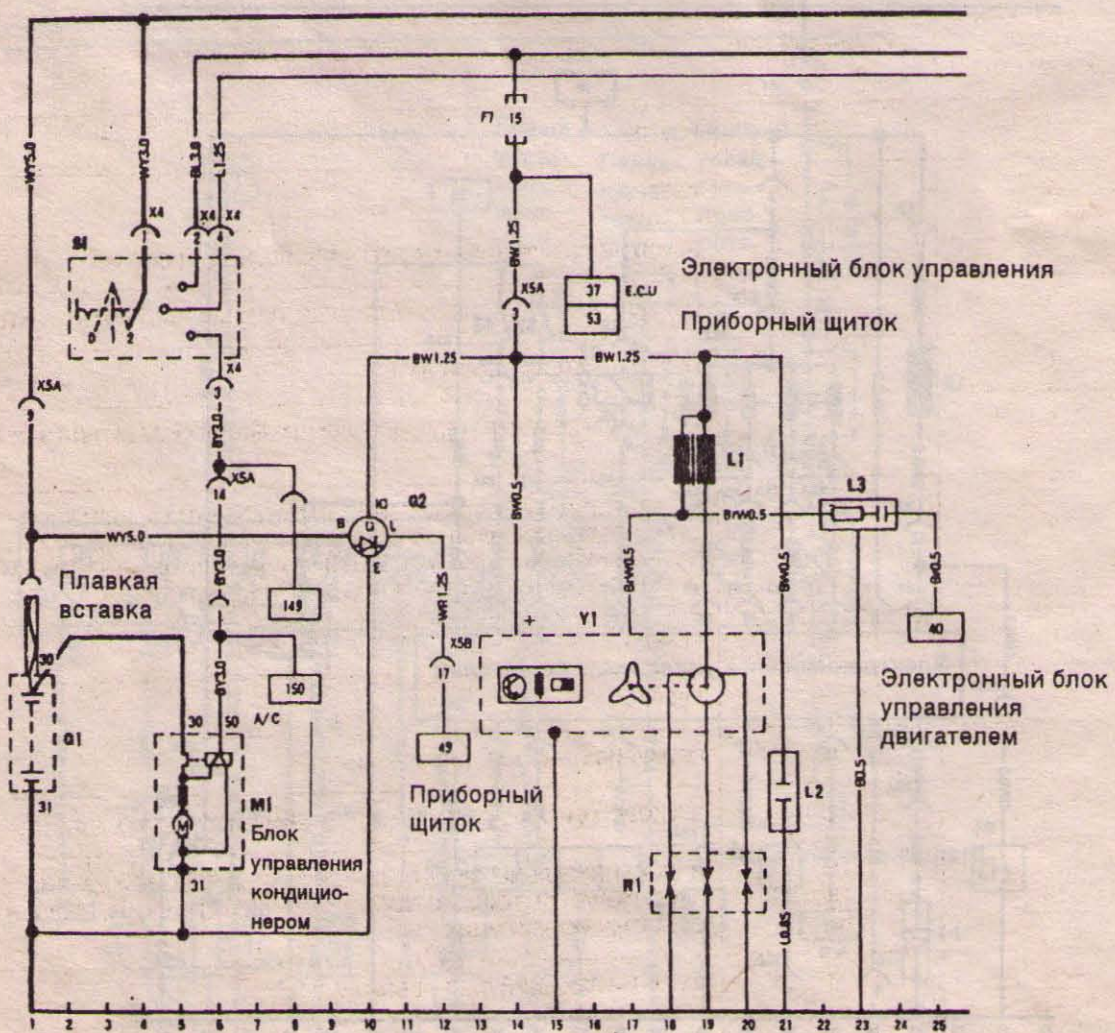 F7
15
WY5.0
WY3.0
BL3.0
L1.25
X4
X4
X4
2
4
S1
0
2
X4
3
BW1.25
X5A
3
37
53
E.C.U
Электронный блок управления
Приборный щиток
BW1.25
BW1.25
X5A
9
BY3.0
X5A
14
L1
L3
G2
B
L
E
WY5.0
BW0.5
BrW0.5
BrW0.5
BW0.5
BW0.5
Плавкая
вставка
BY3.0
149
WR1.25
X5B
17
+
Y1
40
30
G1
31
BY3.0
150
A/C
30
50
49
Электронный блок
управления
двигателем
M1
M
31
Блок
управления
кондицио-
нером
Приборный
щиток
L2
B0.5
R1
L0.85
1 2 3 4 5 6 7 8 9 10 11 12 13 14 15 16 17 18 19 20 21 22 23 24 25